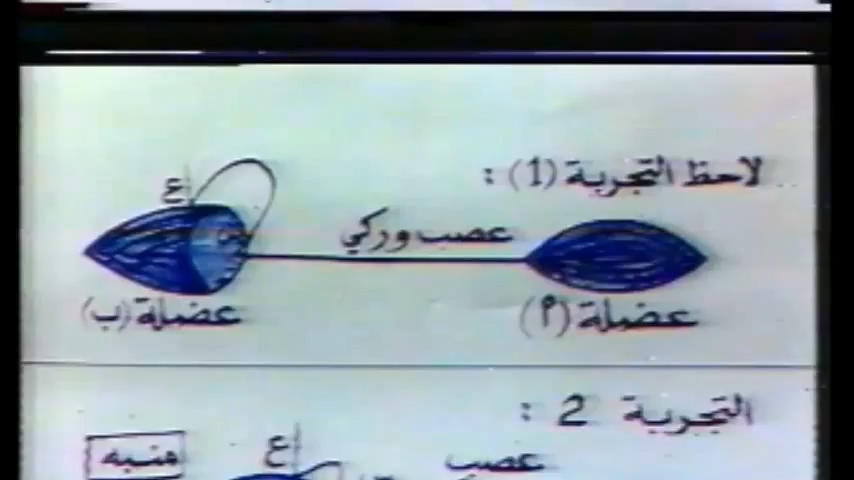 لاحظ التجربة (1) :
ع
عصب وركي
عضلة (ب)
عضلة (م)
التجربة 2 :
منبه
ع
عصب